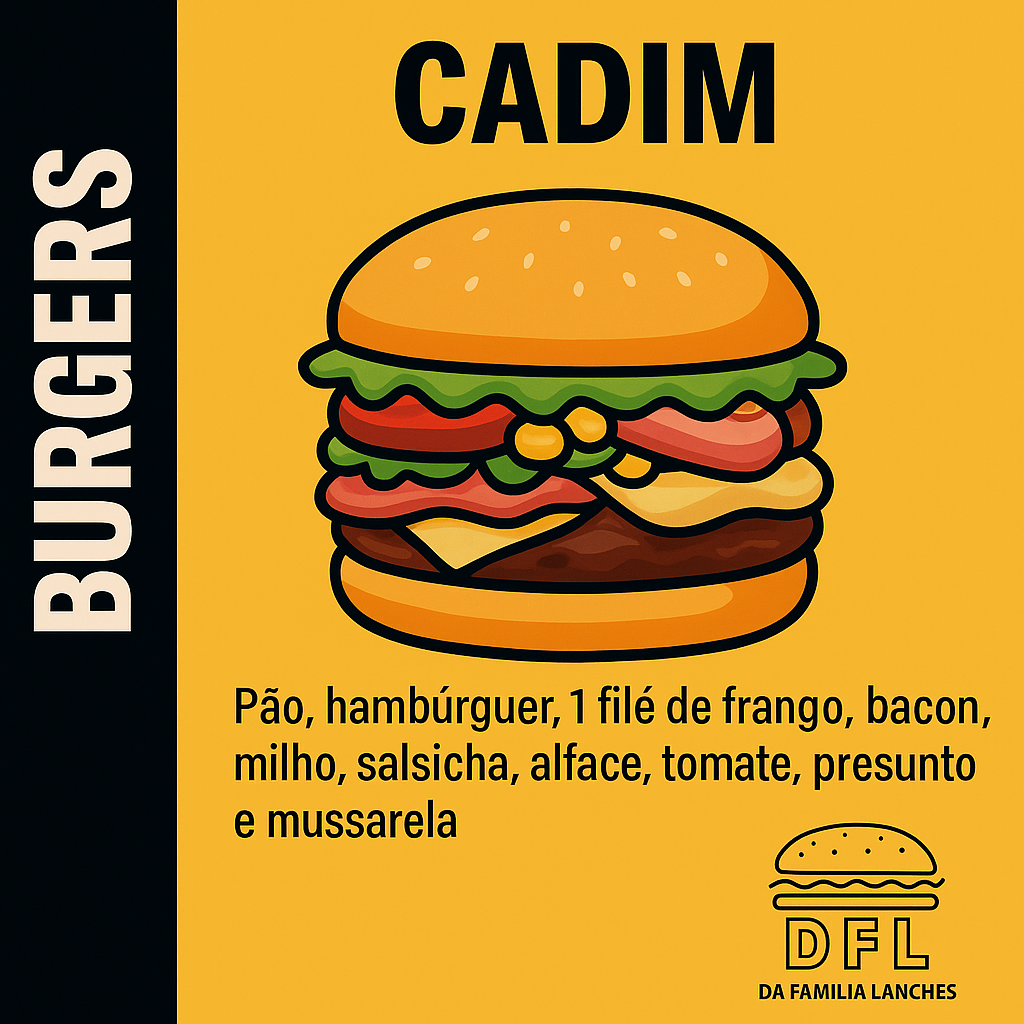 BURGERS
CADIM
Pão, hambúrguer, 1 filé de frango, bacon,
milho, salsicha, alface, tomate, presunto
e mussarela
DFL
DA FAMILIA LANCHES